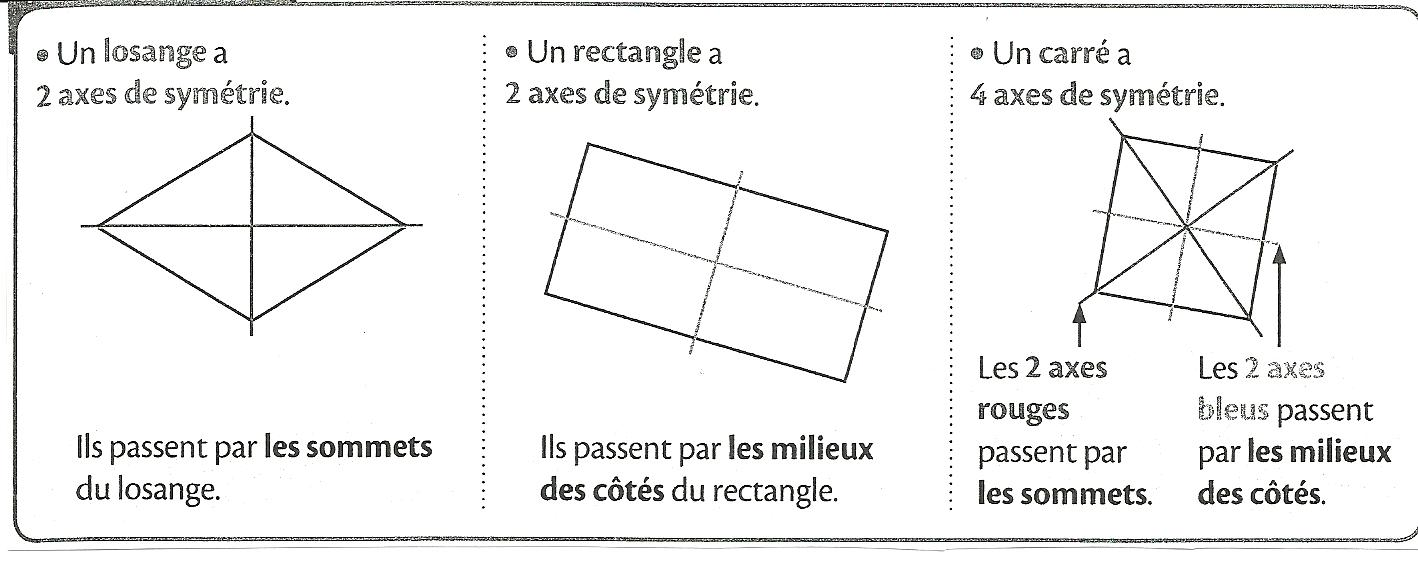 • Un losange a
2 axes de symétrie.
Ils passent par les sommets
du losange.
• Un rectangle a
2 axes de symétrie.
Ils passent par les milieux
des côtés du rectangle.
• Un carré a
4 axes de symétrie.
Les 2 axes
rouges
passent par
les sommets.
Les 2 axes
bleus passent
par les milieux
des côtés.